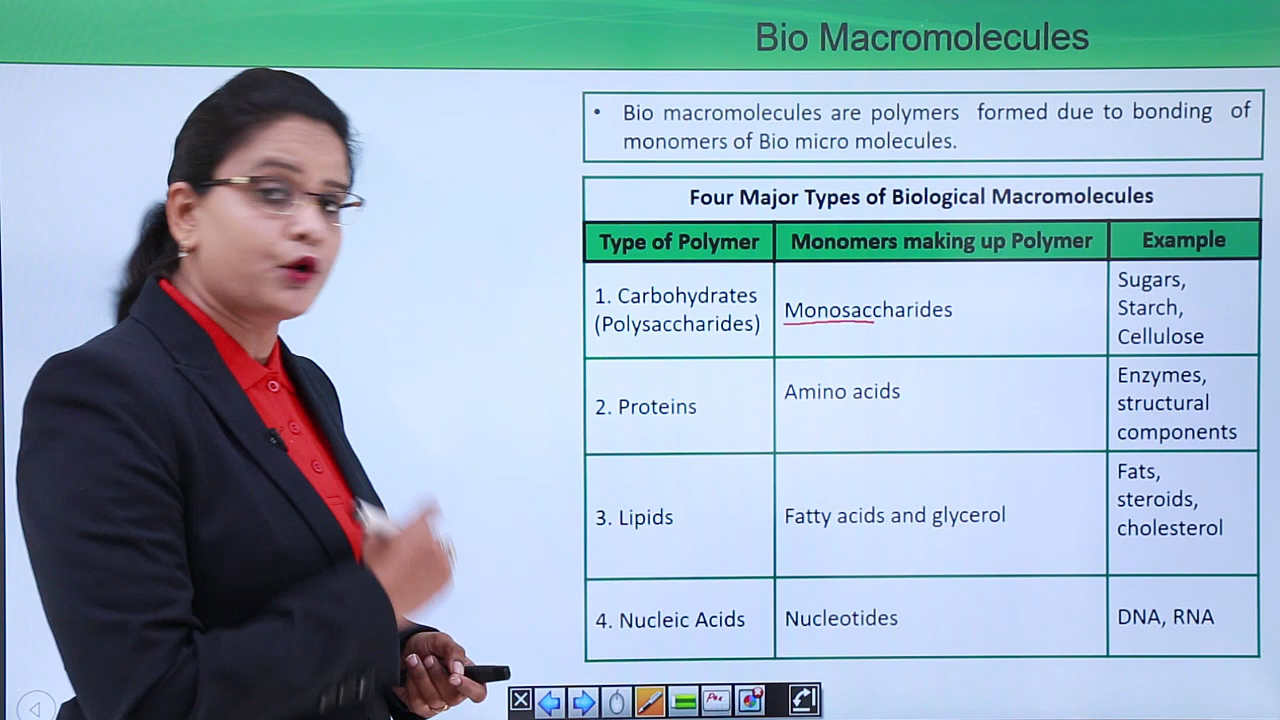 Bio Macromolecules
• Bio macromolecules are polymers formed due to bonding of
monomers of Bio micro molecules.
Four Major Types of Biological Macromolecules
Type of Polymer Monomers making up Polymer Example
1. Carbohydrates
(Polysaccharides)
Monosaccharides
Sugars,
Starch,
Cellulose
2. Proteins
Amino acids
Enzymes,
structural
components
3. Lipids
Fatty acids and glycerol
Fats,
steroids,
cholesterol
4. Nucleic Acids
Nucleotides
DNA, RNA